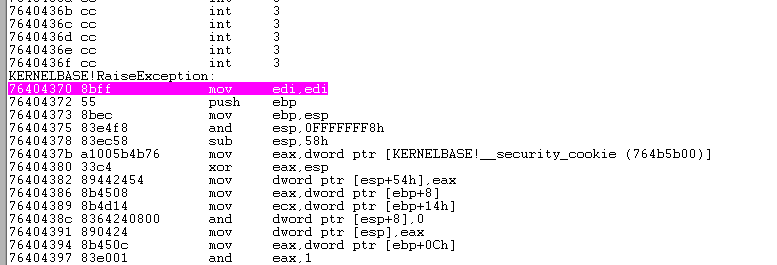 7640436b cc int 3
7640436c cc int 3
7640436d cc int 3
7640436e cc int 3
7640436f cc int 3
KERNELBASE!RaiseException:
76404370 8bff mov edi,edi
76404372 55 push ebp
76404373 8bec mov ebp,esp
76404375 83e4f8 and esp,0FFFFFFF8h
76404378 83ec58 sub esp,58h
7640437b a1005b4b76 mov eax,dword ptr [KERNELBASE!__security_cookie (764b5b00)]
76404380 33c4 xor eax,esp
76404382 89442454 mov dword ptr [esp+54h],eax
76404386 8b4508 mov eax,dword ptr [ebp+8]
76404389 8b4d14 mov ecx,dword ptr [ebp+14h]
7640438c 8364240800 and dword ptr [esp+8],0
76404391 890424 mov dword ptr [esp],eax
76404394 8b450c mov eax,dword ptr [ebp+0Ch]
76404397 83e001 and eax,1